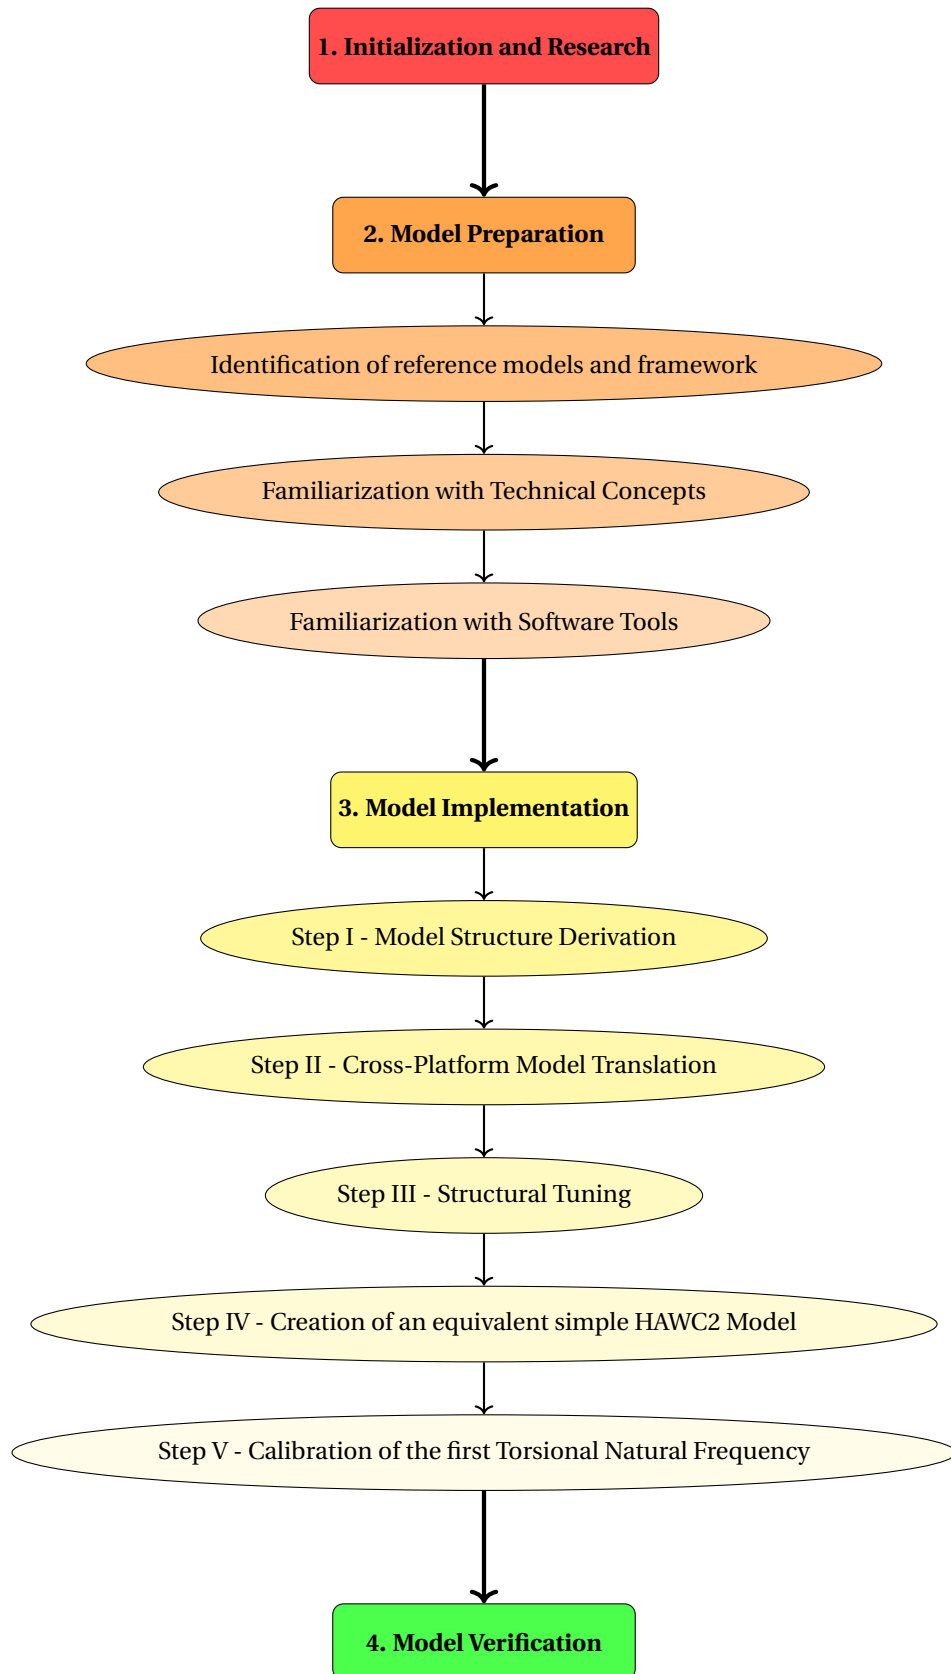 1. Initialization and Research
2. Model Preparation
Identification of reference models and framework
Familiarization with Technical Concepts
Familiarization with Software Tools
3. Model Implementation
Step I - Model Structure Derivation
Step II - Cross-Platform Model Translation
Step III - Structural Tuning
Step IV - Creation of an equivalent simple HAWC2 Model
Step V - Calibration of the first Torsional Natural Frequency
4. Model Verification